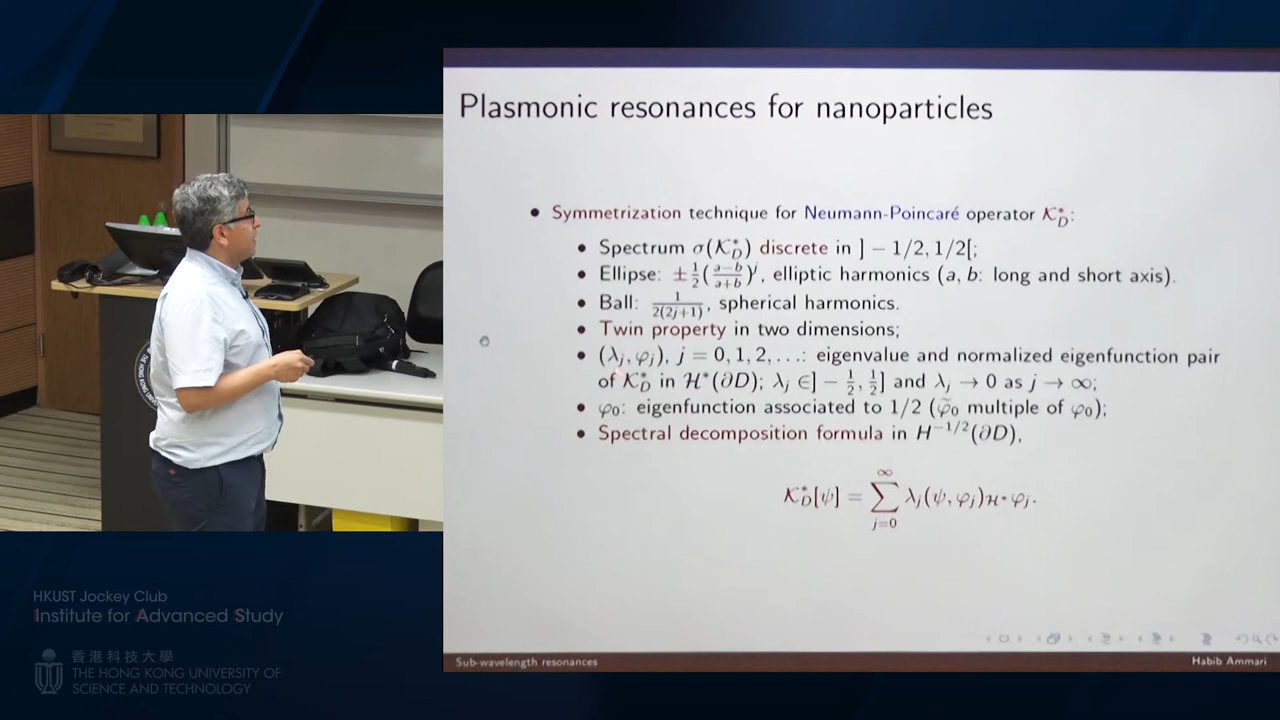 Plasmonic resonances for nanoparticles
• Symmetrization technique for Neumann-Poincaré operator 𝒦*_D:
• Spectrum σ(𝒦*_D) discrete in ] − 1/2, 1/2[;
• Ellipse: ±1/2((a−b)/(a+b))^j, elliptic harmonics (a, b: long and short axis).
• Ball: 1/(2(2j+1)), spherical harmonics.
• Twin property in two dimensions;
• (λ_j, φ_j), j = 0, 1, 2, . . .: eigenvalue and normalized eigenfunction pair
of 𝒦*_D in ℋ*(∂D); λ_j ∈] − 1/2, 1/2] and λ_j → 0 as j → ∞;
• φ_0: eigenfunction associated to 1/2 (φ̃_0 multiple of φ_0);
• Spectral decomposition formula in H^{−1/2}(∂D),
𝒦*_D[ψ] = ∑_{j=0}^{∞} λ_j(ψ, φ_j)_{ℋ*} φ_j.
Sub-wavelength resonances
Habib Ammari
HKUST Jockey Club
Institute for Advanced Study
香港科技大學
THE HONG KONG UNIVERSITY OF
SCIENCE AND TECHNOLOGY